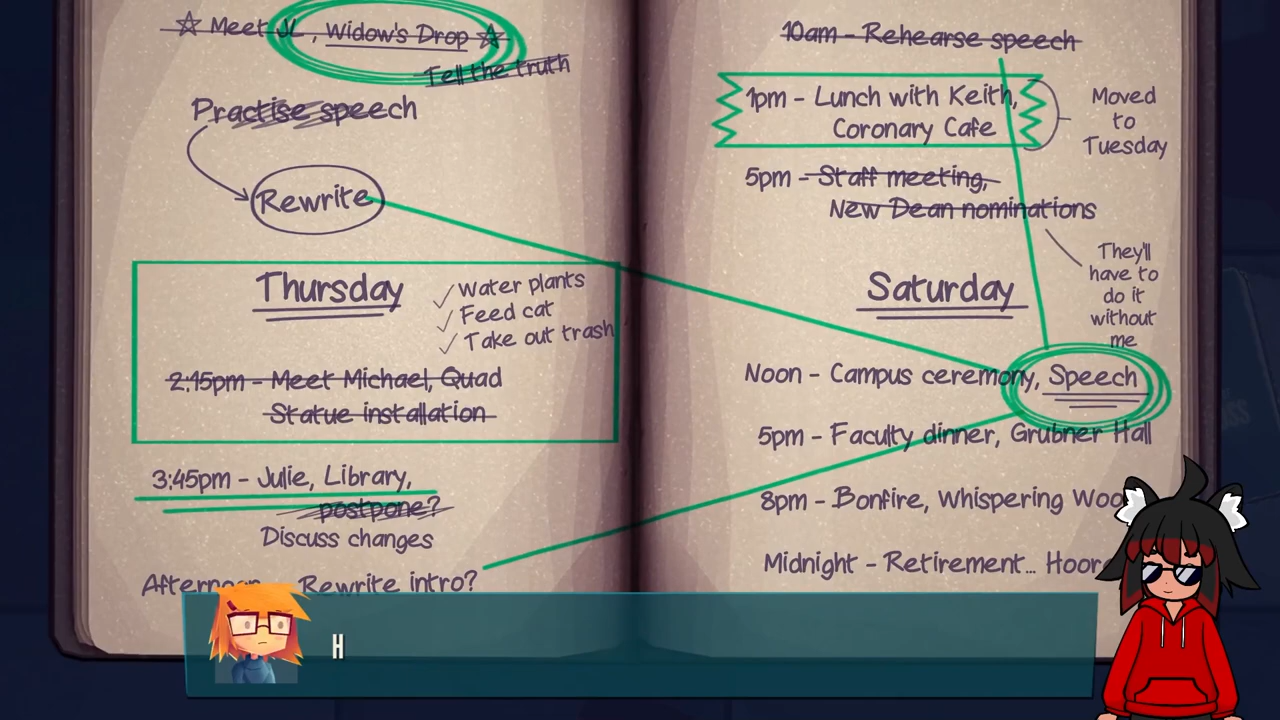 ☆ Meet JL, Widow's Drop ☆
Tell the truth
Practise speech
Rewrite
Thursday
✓ Water plants
✓ Feed cat
✓ Take out trash
2:45pm - Meet Michael, Quad
Statue installation
3:45pm - Julie, Library,
postpone?
Discuss changes
Rewrite intro?
10am - Rehearse speech
1pm - Lunch with Keith,
Coronary Cafe
Moved
to
Tuesday
5pm - Staff meeting,
New Dean nominations
They'll
have to
do it
without
me
Saturday
Noon - Campus ceremony, Speech
5pm - Faculty dinner, Grubner Hall
8pm - Bonfire, Whispering
Midnight - Retirement...
H